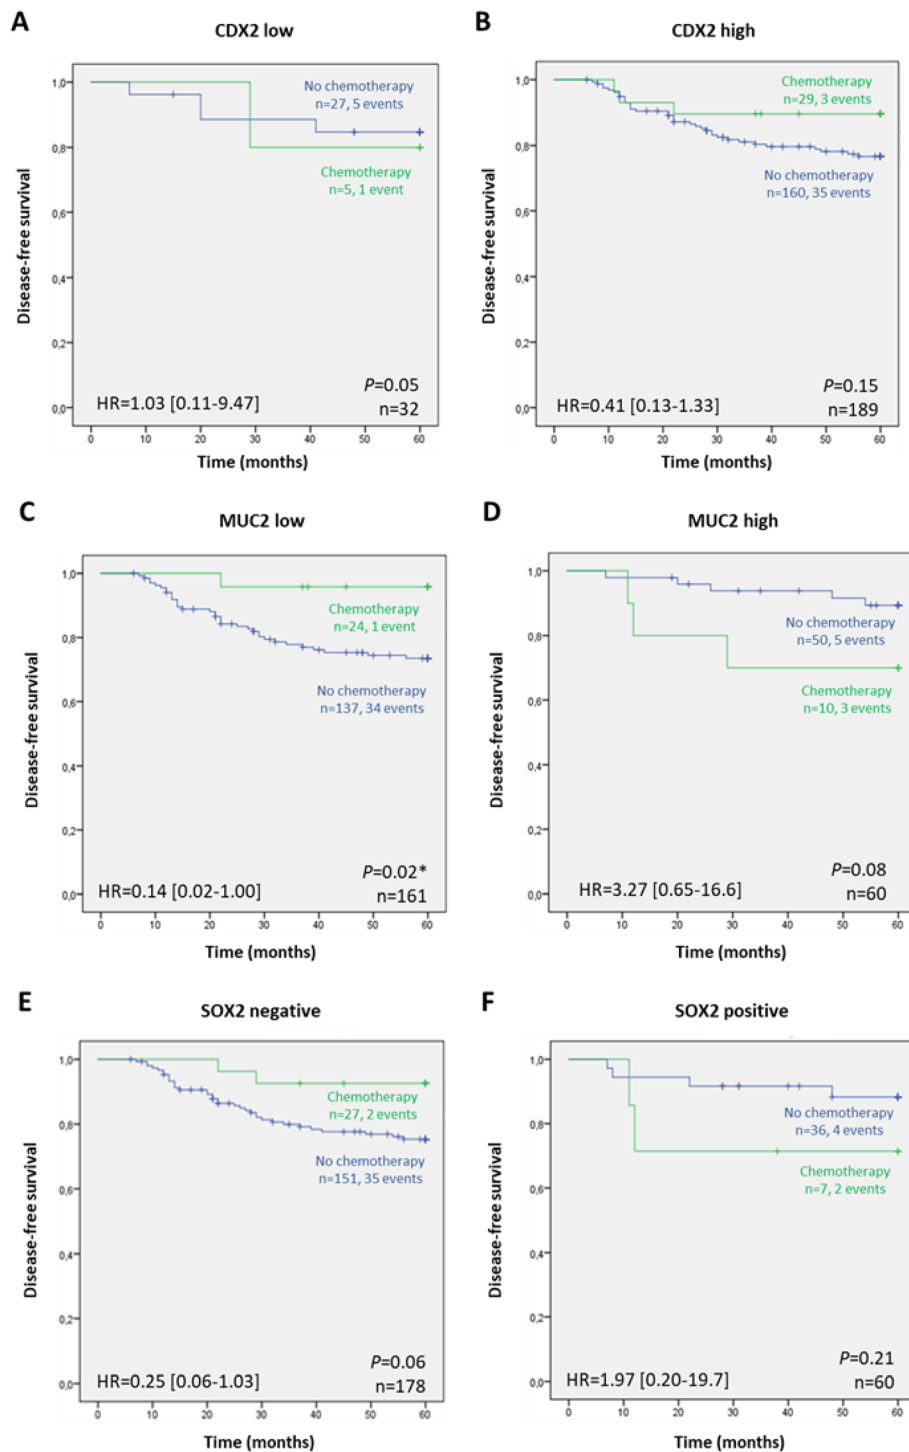 A
CDX2 low
Disease-free survival
1,0
0,8
0,6
0,4
0,2
0,0
No chemotherapy
n=27, 5 events
Chemotherapy
n=5, 1 event
P=0.05
HR=1.03 [0.11-9.47]
n=32
0 10 20 30 40 50 60
Time (months)
B
CDX2 high
Disease-free survival
1,0
0,8
0,6
0,4
0,2
0,0
Chemotherapy
n=29, 3 events
No chemotherapy
n=160, 35 events
P=0.15
HR=0.41 [0.13-1.33]
n=189
0 10 20 30 40 50 60
Time (months)
C
MUC2 low
Disease-free survival
1,0
0,8
0,6
0,4
0,2
0,0
Chemotherapy
n=24, 1 event
No chemotherapy
n=137, 34 events
P=0.02*
HR=0.14 [0.02-1.00]
n=161
0 10 20 30 40 50 60
Time (months)
D
MUC2 high
Disease-free survival
1,0
0,8
0,6
0,4
0,2
0,0
No chemotherapy
n=50, 5 events
Chemotherapy
n=10, 3 events
P=0.08
HR=3.27 [0.65-16.6]
n=60
0 10 20 30 40 50 60
Time (months)
E
SOX2 negative
Disease-free survival
1,0
0,8
0,6
0,4
0,2
0,0
Chemotherapy
n=27, 2 events
No chemotherapy
n=151, 35 events
P=0.06
HR=0.25 [0.06-1.03]
n=178
0 10 20 30 40 50 60
Time (months)
F
SOX2 positive
Disease-free survival
1,0
0,8
0,6
0,4
0,2
0,0
No chemotherapy
n=36, 4 events
Chemotherapy
n=7, 2 events
P=0.21
HR=1.97 [0.20-19.7]
n=60
0 10 20 30 40 50 60
Time (months)